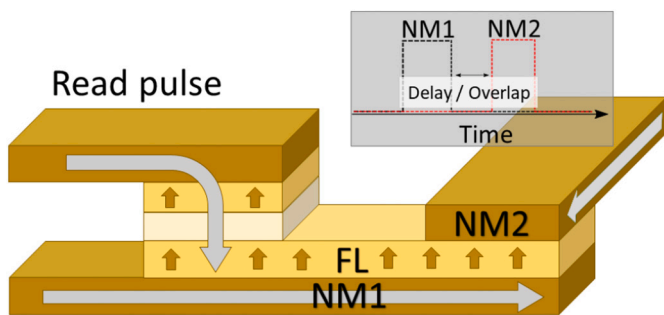 NM1 NM2
Read pulse
Delay / Overlap
Time
NM2
FL
NM1